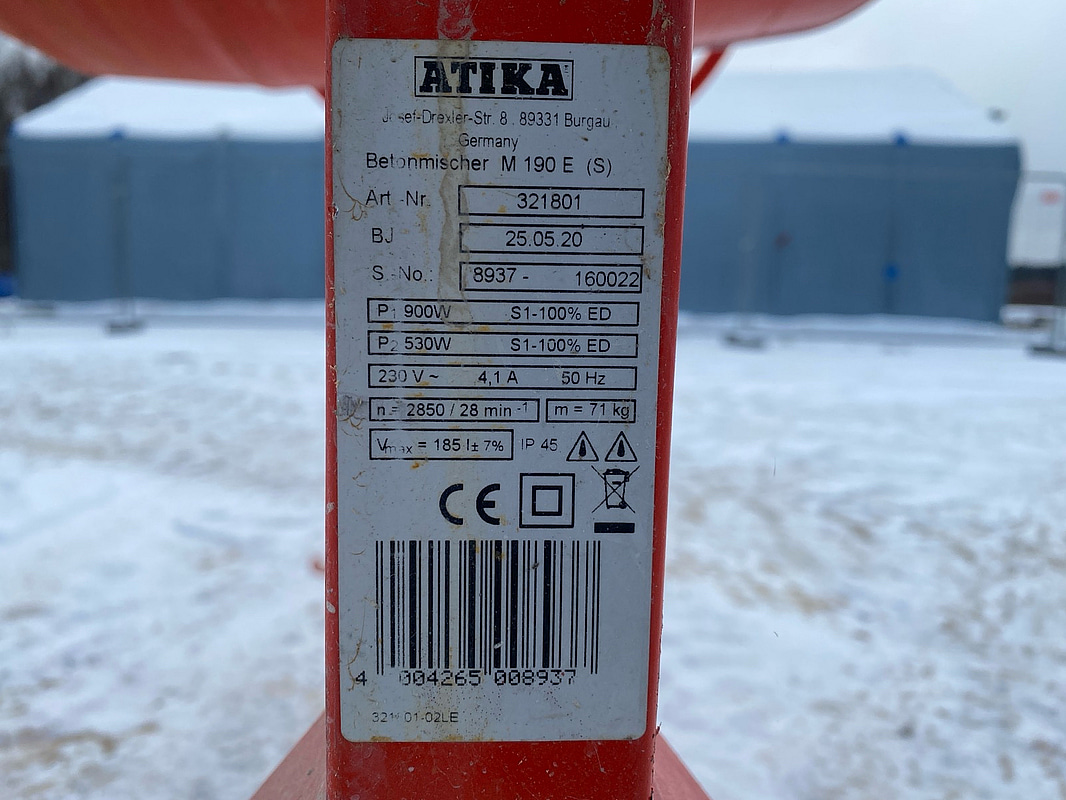 ATIKA
Josef-Drexler-Str. 8 . 89331 Burgau
Germany
Betonmischer M 190 E (S)
Art.-Nr. 321801
BJ 25.05.20
S.-No.: 8937 - 160022
P1 900W S1-100% ED
P2 530W S1-100% ED
230 V ~ 4,1 A 50 Hz
n = 2850 / 28 min -1 m = 71 kg
Vmax = 185 l ± 7% IP 45
CE
4 004265 008937